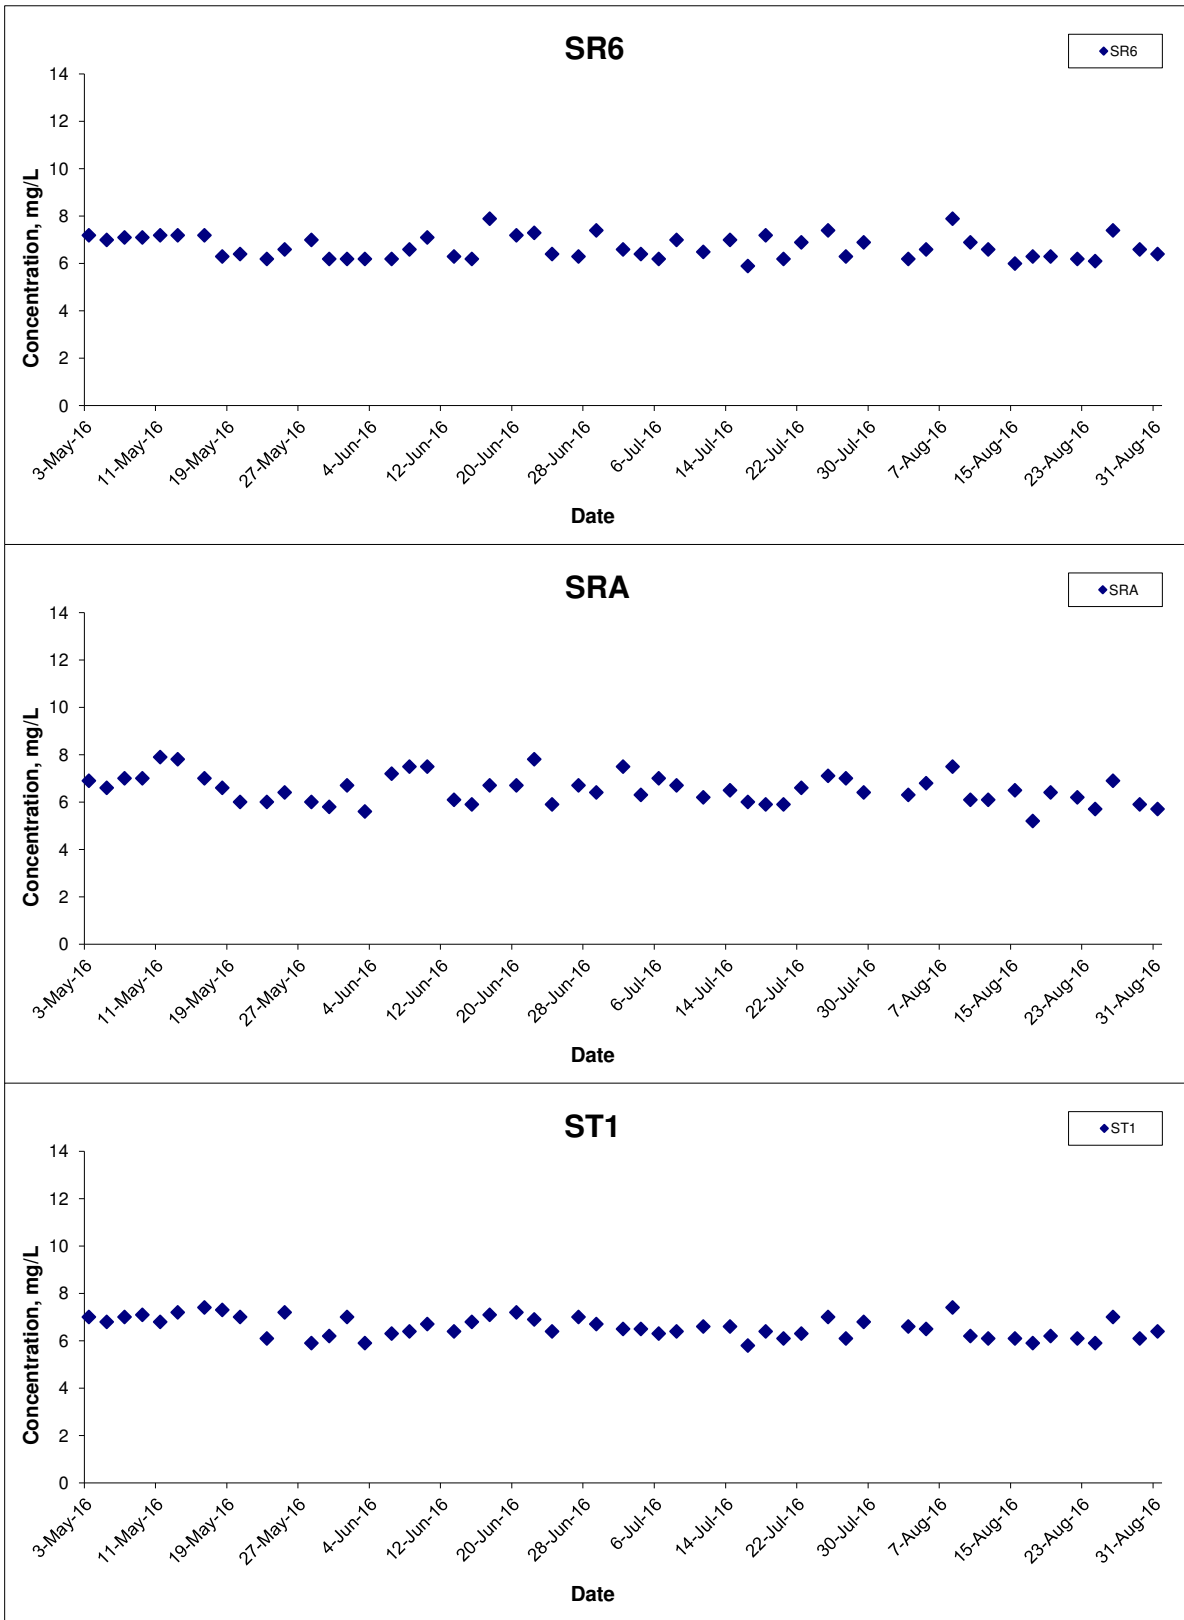 SR6
SR6
14
12
10
8
6
4
2
0
Concentration, mg/L
3-May-16
11-May-16
19-May-16
27-May-16
4-Jun-16
12-Jun-16
20-Jun-16
28-Jun-16
6-Jul-16
14-Jul-16
22-Jul-16
30-Jul-16
7-Aug-16
15-Aug-16
23-Aug-16
31-Aug-16
Date
SRA
SRA
14
12
10
8
6
4
2
0
Concentration, mg/L
3-May-16
11-May-16
19-May-16
27-May-16
4-Jun-16
12-Jun-16
20-Jun-16
28-Jun-16
6-Jul-16
14-Jul-16
22-Jul-16
30-Jul-16
7-Aug-16
15-Aug-16
23-Aug-16
31-Aug-16
Date
ST1
ST1
14
12
10
8
6
4
2
0
Concentration, mg/L
3-May-16
11-May-16
19-May-16
27-May-16
4-Jun-16
12-Jun-16
20-Jun-16
28-Jun-16
6-Jul-16
14-Jul-16
22-Jul-16
30-Jul-16
7-Aug-16
15-Aug-16
23-Aug-16
31-Aug-16
Date